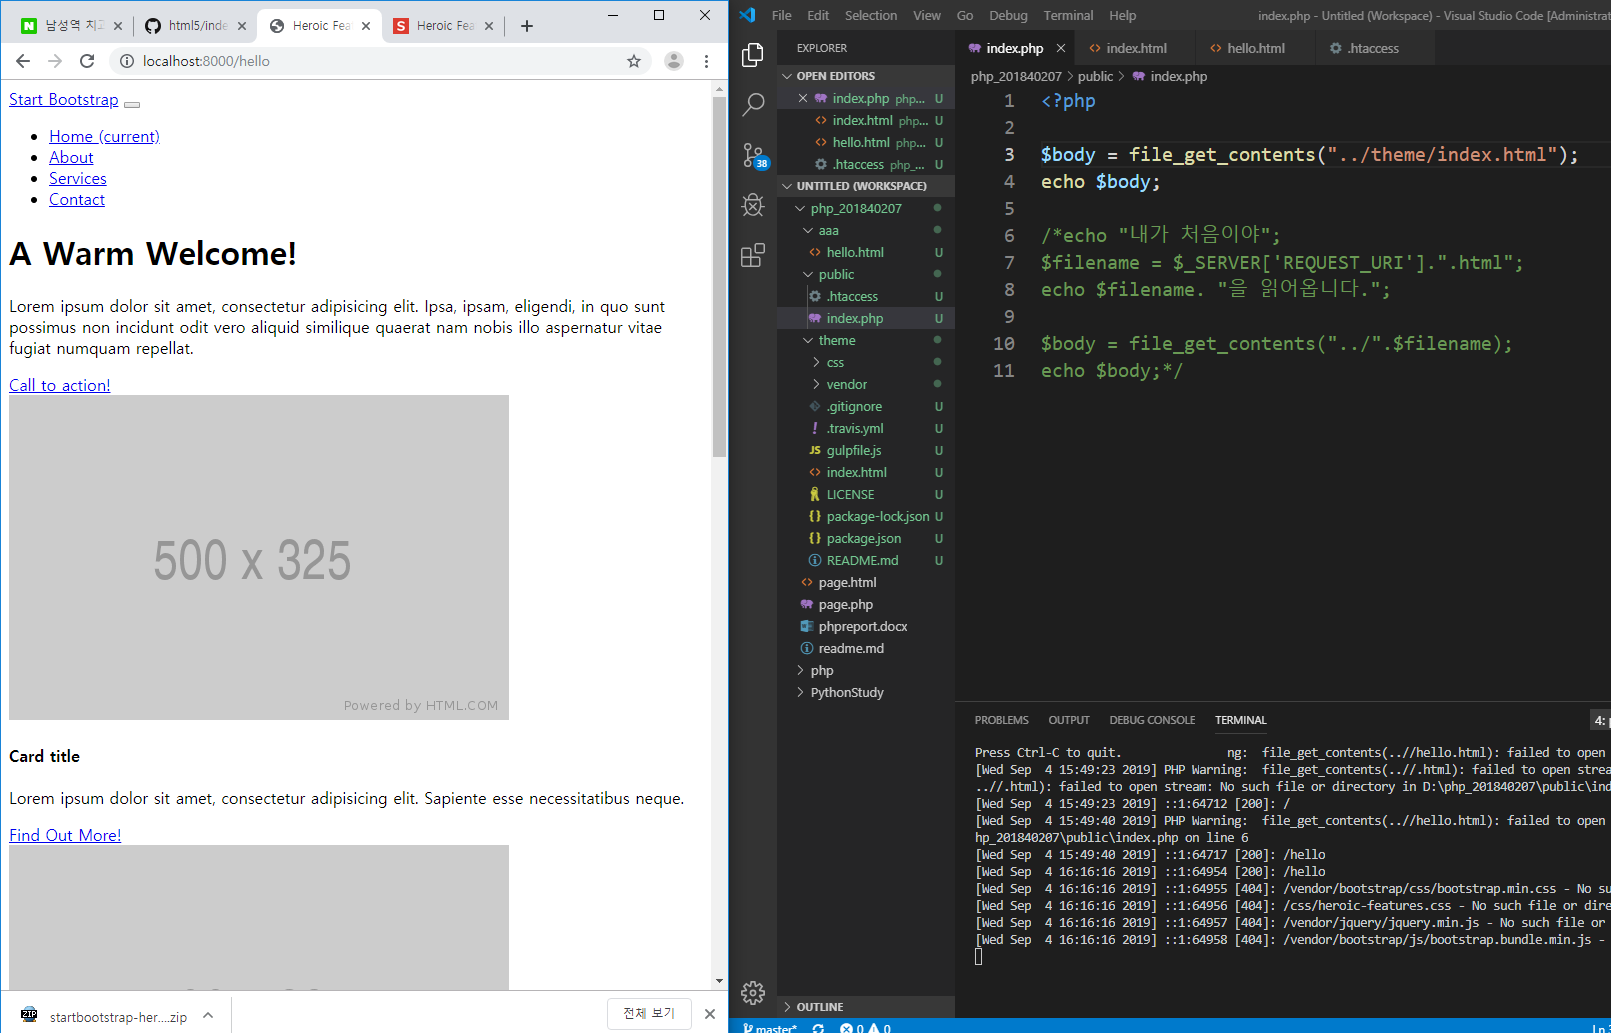 남성역 치과
html5/inde
Heroic Fea
Heroic Fea
localhost:8000/hello
Start Bootstrap
Home (current)
About
Services
Contact
A Warm Welcome!
Lorem ipsum dolor sit amet, consectetur adipisicing elit. Ipsa, ipsam, eligendi, in quo sunt
possimus non incidunt odit vero aliquid similique quaerat nam nobis illo aspernatur vitae
fugiat numquam repellat.
Call to action!
500 x 325
Powered by HTML.COM
Card title
Lorem ipsum dolor sit amet, consectetur adipisicing elit. Sapiente esse necessitatibus neque.
Find Out More!
ZIP
startbootstrap-her....zip
전체 보기
File Edit Selection View Go Debug Terminal Help
index.php - Untitled (Workspace) - Visual Studio Code [Administrat
38
EXPLORER
OPEN EDITORS
index.php php... U
index.html php... U
hello.html php... U
.htaccess php_... U
UNTITLED (WORKSPACE)
php_201840207
aaa
hello.html U
public
.htaccess U
index.php U
theme
css
vendor
.gitignore U
! .travis.yml U
JS gulpfile.js U
index.html U
LICENSE U
{} package-lock.json U
{} package.json U
README.md U
page.html
page.php
phpreport.docx
readme.md
php
PythonStudy
OUTLINE
index.php
index.html
hello.html
.htaccess
php_201840207 > public > index.php
1 <?php
2
3 $body = file_get_contents("../theme/index.html");
4 echo $body;
5
6 /*echo "내가 처음이야";
7 $filename = $_SERVER['REQUEST_URI'].".html";
8 echo $filename. "을 읽어옵니다.";
9
10 $body = file_get_contents("../".$filename);
11 echo $body;*/
PROBLEMS OUTPUT DEBUG CONSOLE TERMINAL
4: p
Press Ctrl-C to quit. ng: file_get_contents(..//hello.html): failed to open
[Wed Sep 4 15:49:23 2019] PHP Warning: file_get_contents(..//.html): failed to open strea
..//.html): failed to open stream: No such file or directory in D:\php_201840207\public\ind
[Wed Sep 4 15:49:23 2019] ::1:64712 [200]: /
[Wed Sep 4 15:49:40 2019] PHP Warning: file_get_contents(..//hello.html): failed to open
hp_201840207\public\index.php on line 6
[Wed Sep 4 15:49:40 2019] ::1:64717 [200]: /hello
[Wed Sep 4 16:16:16 2019] ::1:64954 [200]: /hello
[Wed Sep 4 16:16:16 2019] ::1:64955 [404]: /vendor/bootstrap/css/bootstrap.min.css - No su
[Wed Sep 4 16:16:16 2019] ::1:64956 [404]: /css/heroic-features.css - No such file or dire
[Wed Sep 4 16:16:16 2019] ::1:64957 [404]: /vendor/jquery/jquery.min.js - No such file or
[Wed Sep 4 16:16:16 2019] ::1:64958 [404]: /vendor/bootstrap/js/bootstrap.bundle.min.js -
master* 0 0